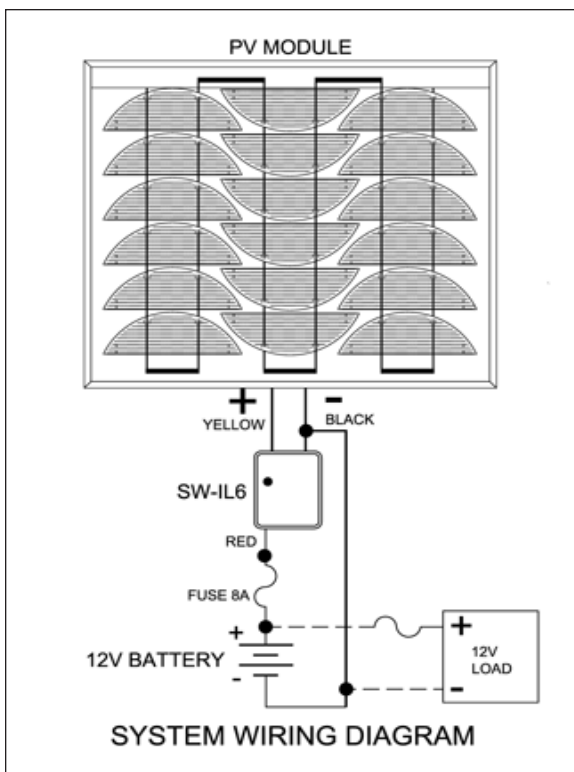 PV MODULE
+ -
YELLOW BLACK
SW-IL6
RED
FUSE 8A
+
12V BATTERY
-
+
12V
LOAD
-
SYSTEM WIRING DIAGRAM